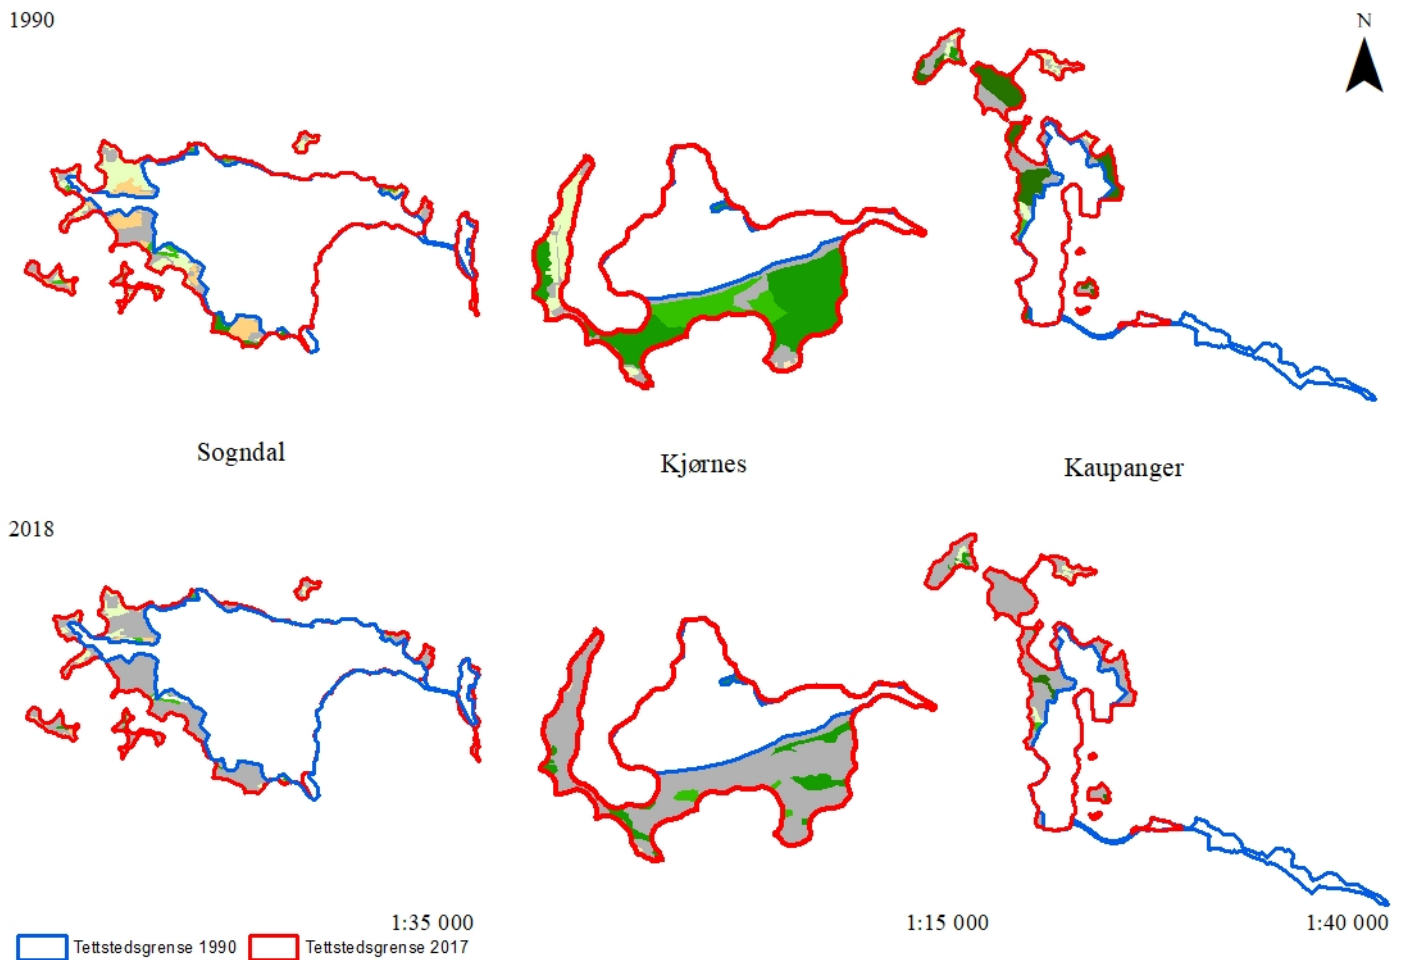 1990
N
Sogndal
Kjørnes
Kaupanger
2018
1:35 000
1:15 000
1:40 000
Tettstedsgrense 1990
Tettstedsgrense 2017